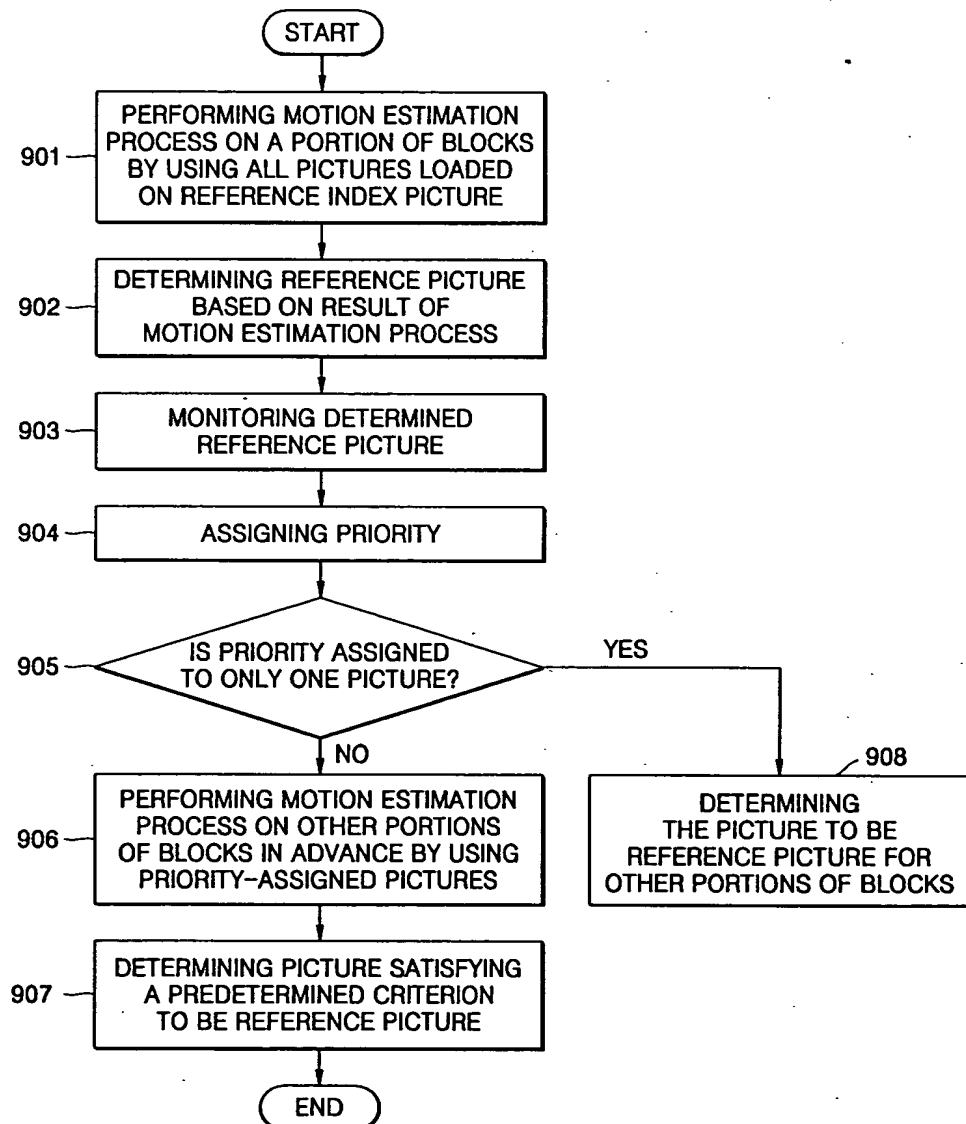 START
901
PERFORMING MOTION ESTIMATION
PROCESS ON A PORTION OF BLOCKS
BY USING ALL PICTURES LOADED
ON REFERENCE INDEX PICTURE
902
DETERMINING REFERENCE PICTURE
BASED ON RESULT OF
MOTION ESTIMATION PROCESS
903
MONITORING DETERMINED
REFERENCE PICTURE
904
ASSIGNING PRIORITY
905
IS PRIORITY ASSIGNED
TO ONLY ONE PICTURE?
YES
NO
906
PERFORMING MOTION ESTIMATION
PROCESS ON OTHER PORTIONS
OF BLOCKS IN ADVANCE BY USING
PRIORITY-ASSIGNED PICTURES
908
DETERMINING
THE PICTURE TO BE
REFERENCE PICTURE FOR
OTHER PORTIONS OF BLOCKS
907
DETERMINING PICTURE SATISFYING
A PREDETERMINED CRITERION
TO BE REFERENCE PICTURE
END